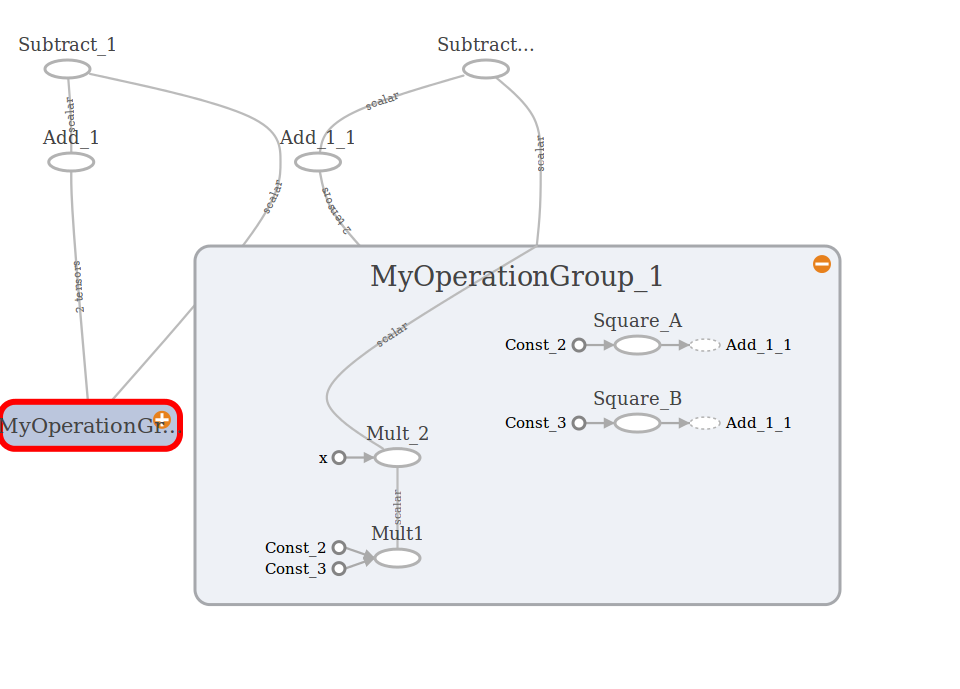 Subtract_1
Subtract...
scalar
scalar
Add_1
Add_1_1
scalar
scalar
2 tensors
2 tensors
MyOperationGroup_1
Square_A
Const_2
Add_1_1
scalar
Square_B
Const_3
Add_1_1
MyOperationGr...
Mult_2
x
scalar
Mult1
Const_2
Const_3